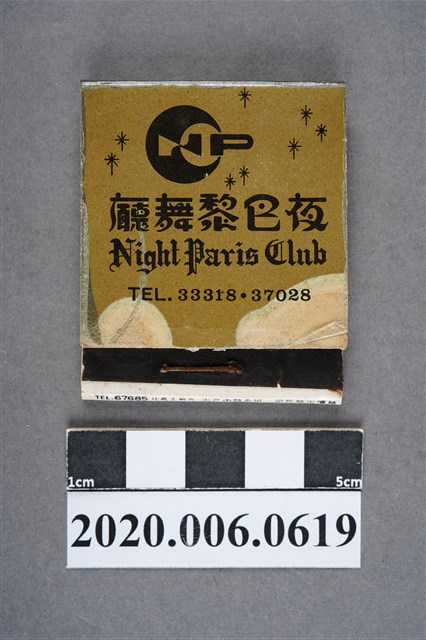 NP
夜巴黎舞廳
Night Paris Club
TEL. 33318・37028
TEL.67685
1cm
5cm
2020.006.0619